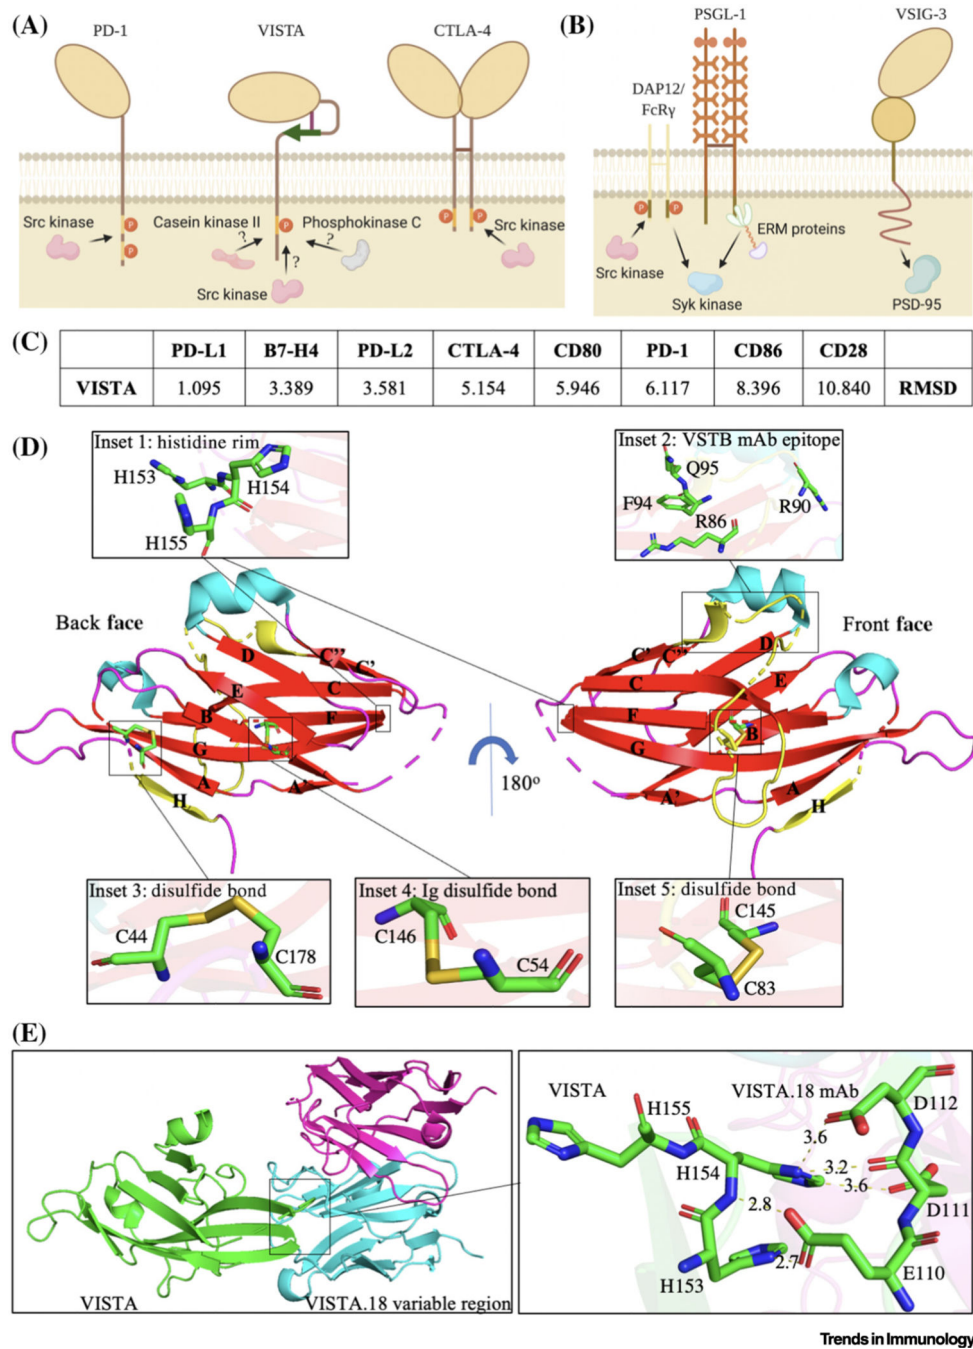 (A)
PD-1
VISTA
CTLA-4
P
P
P
P
P
Src kinase
Casein kinase II
Phosphokinase C
Src kinase
?
?
?
Src kinase
(B)
PSGL-1
VSIG-3
DAP12/
FcRγ
P
P
ERM proteins
Src kinase
Syk kinase
PSD-95
(C)
PD-L1 B7-H4 PD-L2 CTLA-4 CD80 PD-1 CD86 CD28
VISTA 1.095 3.389 3.581 5.154 5.946 6.117 8.396 10.840 RMSD
(D)
Inset 1: histidine rim
H153
H154
H155
Inset 2: VSTB mAb epitope
Q95
F94
R90
R86
Back face
D
C''
C'
E
C
B
F
G
A
A'
H
180º
Front face
C'
C''
D
C
E
F
B
G
A'
A
H
Inset 3: disulfide bond
C44
C178
Inset 4: Ig disulfide bond
C146
C54
Inset 5: disulfide bond
C145
C83
(E)
VISTA
VISTA.18 variable region
VISTA
VISTA.18 mAb
H155
D112
3.6
H154
3.2
3.6
2.8
D111
2.7
H153
E110
Trends in Immunology